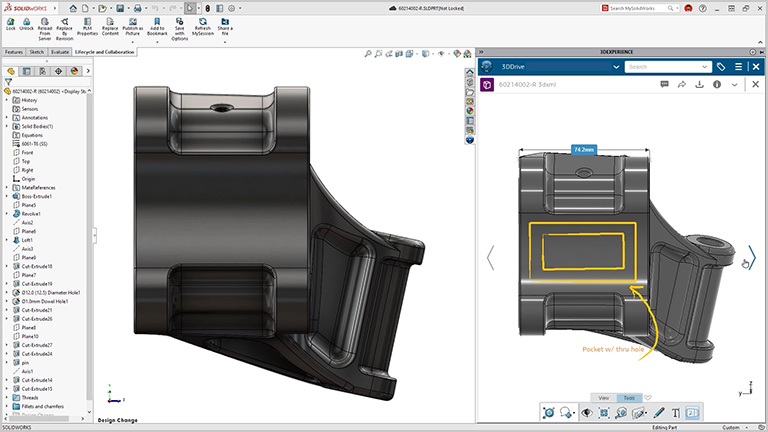 SOLIDWORKS
60214002-R.SLDPRT[Not Locked]
Search MySolidWorks
Lock
Unlock
Reload From Server
Replace By Revision
PLM Properties
Replace Content
Publish as Picture
Add to Bookmark
Save with Options
Refresh MySession
Share a file
Features
Sketch
Evaluate
Lifecycle and Collaboration
3DEXPERIENCE
3DDrive
Search
60214002-R 3dxml
60214002-R (60214002) <Display Sta
History
Sensors
Annotations
Solid Bodies(1)
Equations
6061-T6 (SS)
Front
Top
Right
Origin
MateReferences
Boss-Extrude1
Plane5
Revolve1
Axis2
Plane6
Loft1
Axis3
Plane9
Cut-Extrude18
Plane7
Cut-Extrude19
Ø12.0 (12.5) Diameter Hole1
Ø1.0mm Dowel Hole1
Cut-Extrude21
Cut-Extrude26
Plane8
Plane10
Cut-Extrude27
Cut-Extrude24
pin
Axis1
Cut-Extrude14
Cut-Extrude15
Threads
Fillets and chamfers
74.2mm
Pocket w/ thru hole
Design Change
View
Tools
SOLIDWORKS
Editing Part
Custom